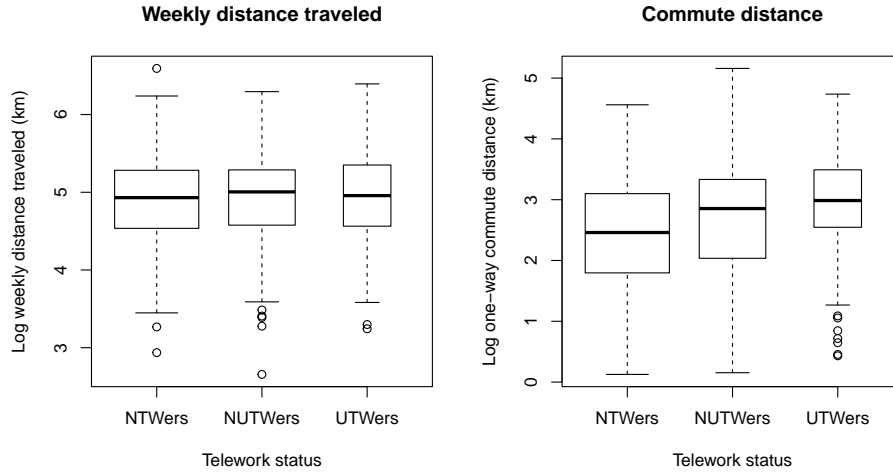 Weekly distance traveled
Log weekly distance traveled (km)
6
5
4
3
NTWers NUTWers UTWers
Telework status
Commute distance
Log one−way commute distance (km)
5
4
3
2
1
0
NTWers NUTWers UTWers
Telework status